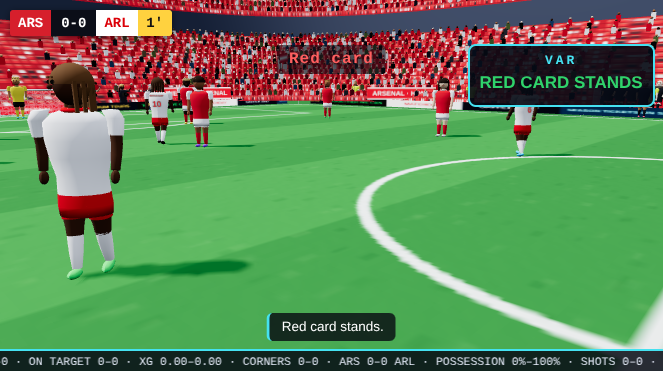 ARS 0-0 ARL 1'
Red card
VAR
RED CARD STANDS
ARSENAL
ARSENAL
10
Red card stands.
0 · ON TARGET 0–0 · XG 0.00–0.00 · CORNERS 0–0 · ARS 0–0 ARL · POSSESSION 0%–100% · SHOTS 0–0 ·